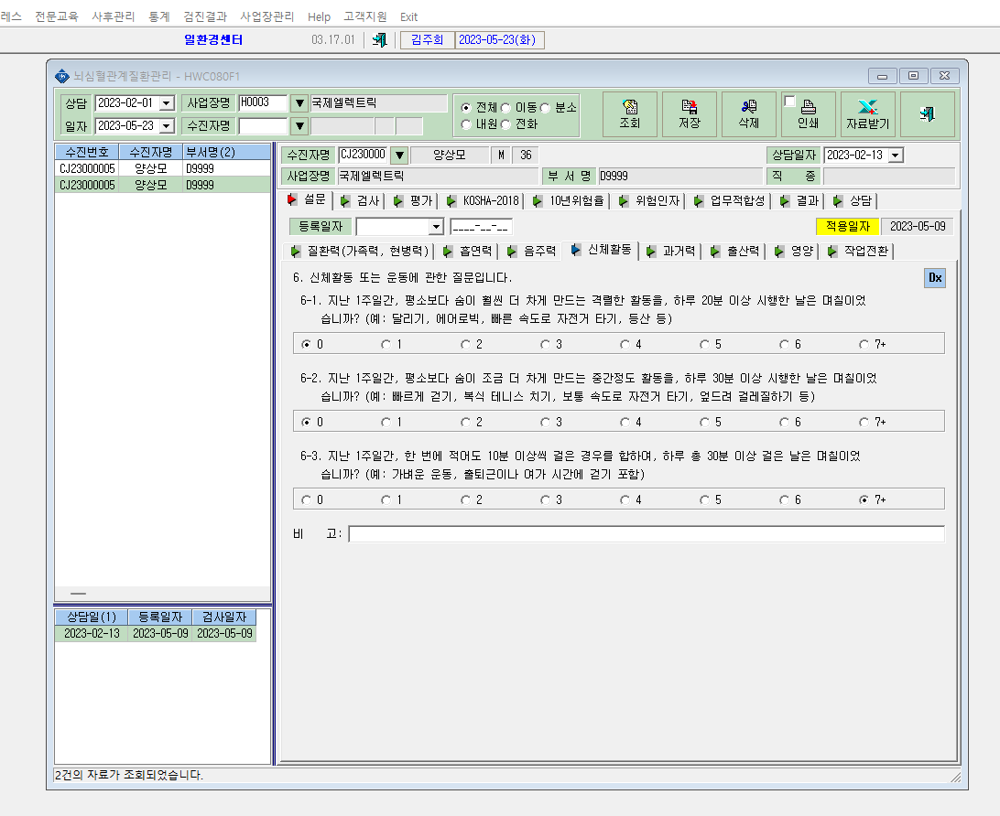 레스 전문교육 사후관리 통계 검진결과 사업장관리 Help 고객지원 Exit
일환경센터 03.17.01 김주희 2023-05-23(화)
뇌심혈관계질환관리 - HWC080F1
상담 2023-02-01 사업장명 H0003 국제엘렉트릭
일자 2023-05-23 수진자명
전체 이동 분소
내원 전화
조회 저장 삭제 인쇄 자료받기
수진번호 수진자명 부서명(2)
CJ23000005 양상모 D9999
CJ23000005 양상모 D9999
수진자명 CJ230000 양상모 M 36 상담일자 2023-02-13
사업장명 국제엘렉트릭 부 서 명 D9999 직 종
설문 검사 평가 KOSHA-2018 10년위험율 위험인자 업무적합성 결과 상담
등록일자 ____-__-__ 적용일자 2023-05-09
질환력(가족력, 현병력) 흡연력 음주력 신체활동 과거력 출산력 영양 작업전환
6. 신체활동 또는 운동에 관한 질문입니다. Dx
6-1. 지난 1주일간, 평소보다 숨이 훨씬 더 차게 만드는 격렬한 활동을, 하루 20분 이상 시행한 날은 며칠이었
습니까? (예: 달리기, 에어로빅, 빠른 속도로 자전거 타기, 등산 등)
0 1 2 3 4 5 6 7+
6-2. 지난 1주일간, 평소보다 숨이 조금 더 차게 만드는 중간정도 활동을, 하루 30분 이상 시행한 날은 며칠이었
습니까? (예: 빠르게 걷기, 복식 테니스 치기, 보통 속도로 자전거 타기, 엎드려 걸레질하기 등)
0 1 2 3 4 5 6 7+
6-3. 지난 1주일간, 한 번에 적어도 10분 이상씩 걸은 경우를 합하여, 하루 총 30분 이상 걸은 날은 며칠이었
습니까? (예: 가벼운 운동, 출퇴근이나 여가 시간에 걷기 포함)
0 1 2 3 4 5 6 7+
비 고:
상담일(1) 등록일자 검사일자
2023-02-13 2023-05-09 2023-05-09
2건의 자료가 조회되었습니다.